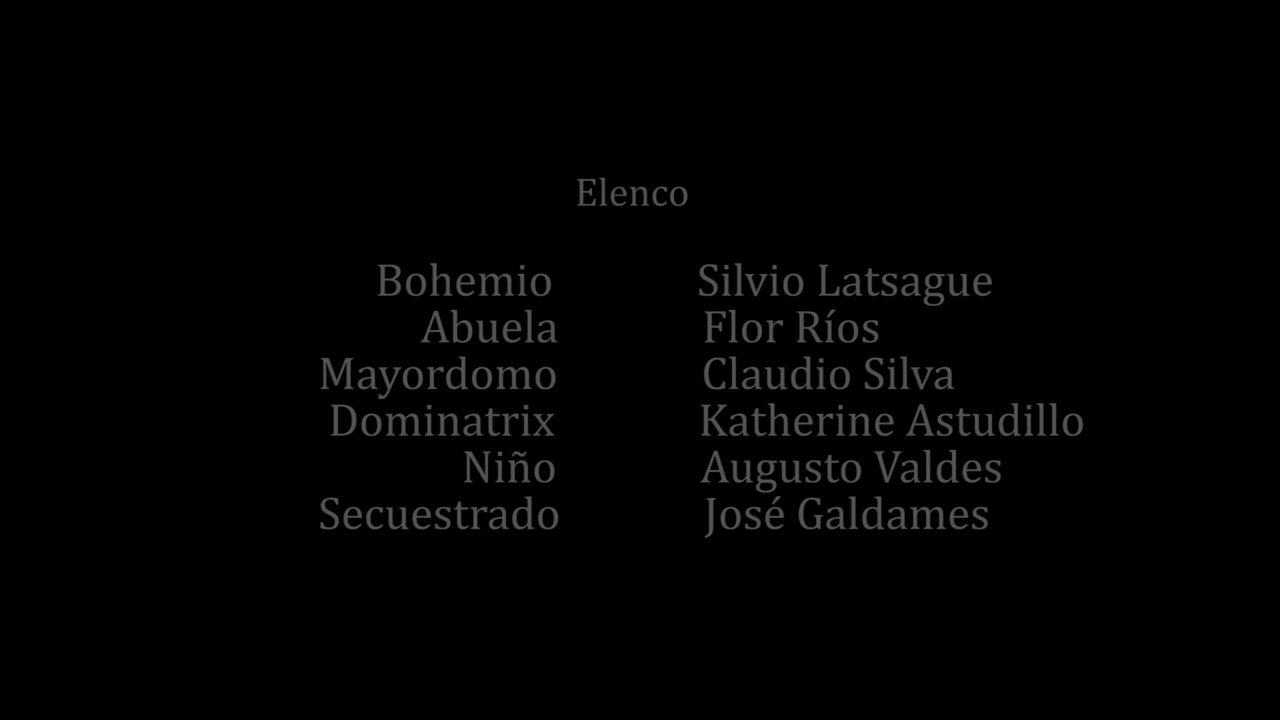 Elenco
Bohemio Silvio Latsague
Abuela Flor Ríos
Mayordomo Claudio Silva
Dominatrix Katherine Astudillo
Niño Augusto Valdes
Secuestrado José Galdames